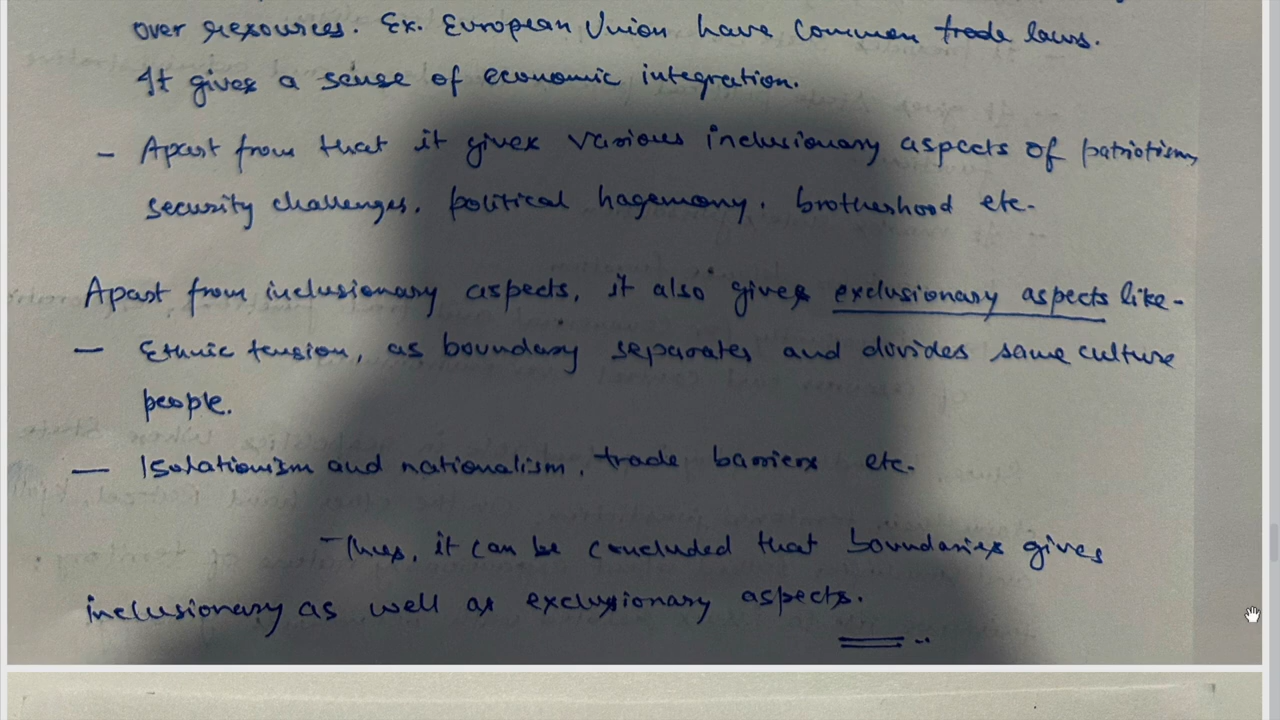 over resources. Ex. European Union have common trade laws.
It gives a sense of economic integration.
- Apart from that it gives various inclusionary aspects of patriotism,
security challenges, political hagemony, brotherhood etc.
Apart from inclusionary aspects, it also gives exclusionary aspects like-
- Ethnic tension, as boundary separates and divides same culture
people.
- Isolationism and nationalism, trade barriers etc.
Thus, it can be concluded that boundaries gives
inclusionary as well as exclusionary aspects.